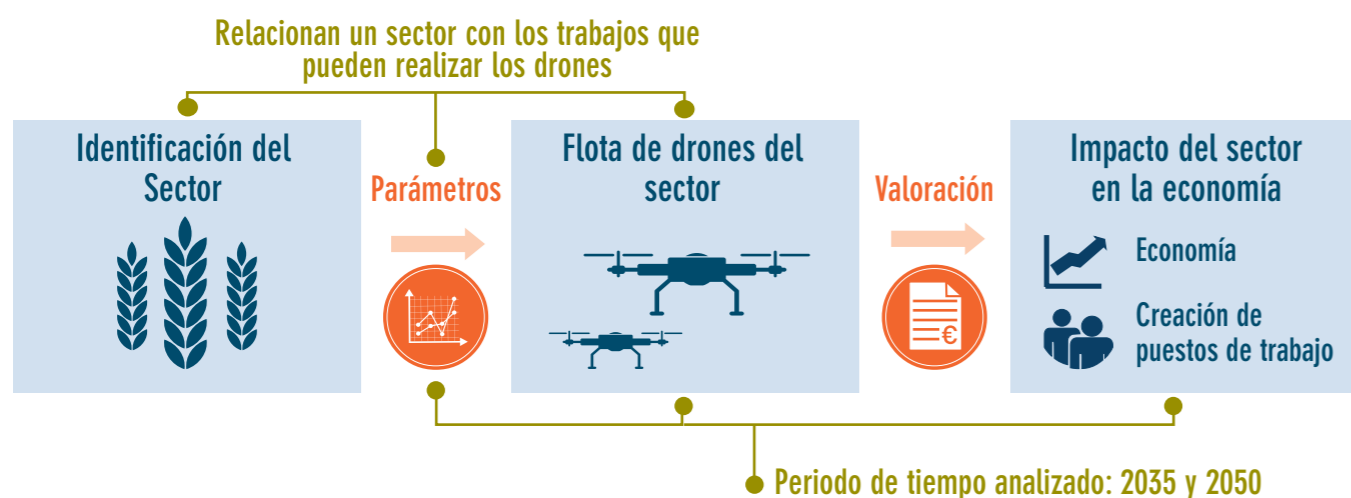 Relacionan un sector con los trabajos que
pueden realizar los drones
Identificación del
Sector
Parámetros
Flota de drones del
sector
Valoración
€
Impacto del sector
en la economía
Economía
Creación de
puestos de trabajo
Periodo de tiempo analizado: 2035 y 2050